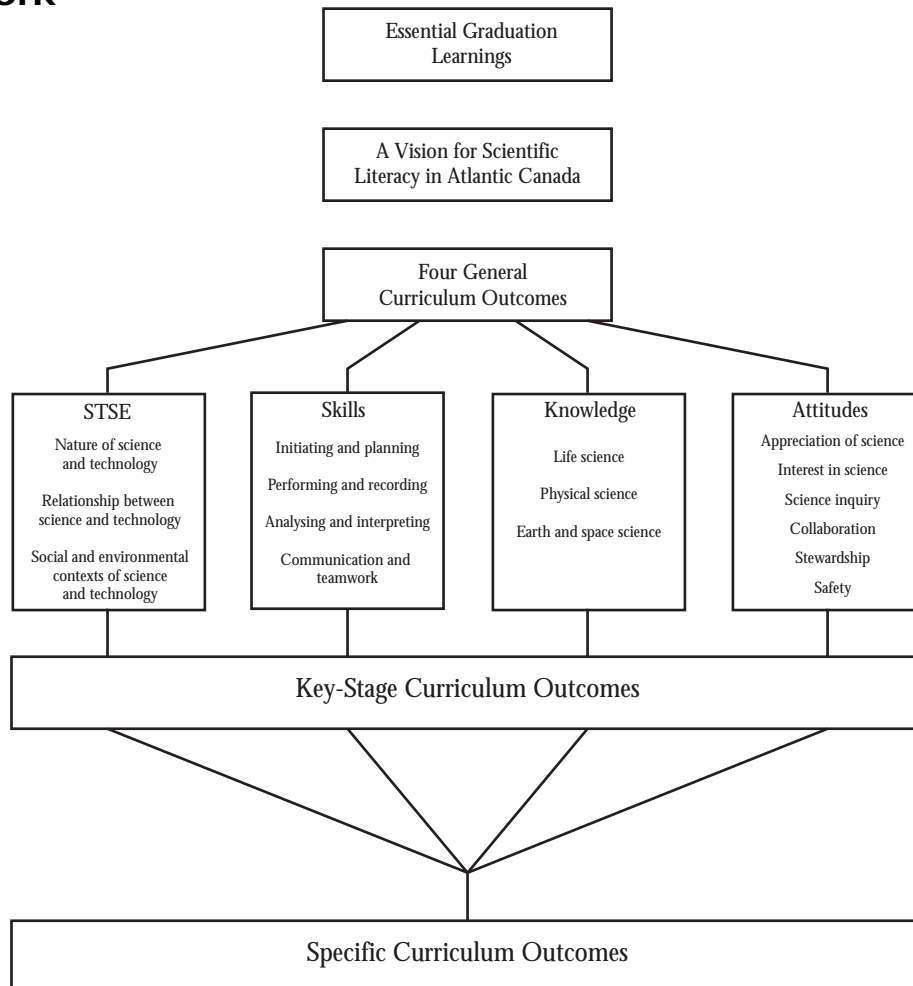 Essential Graduation
Learnings
A Vision for Scientific
Literacy in Atlantic Canada
Four General
Curriculum Outcomes
STSE
Nature of science
and technology
Relationship between
science and technology
Social and environmental
contexts of science
and technology
Skills
Initiating and planning
Performing and recording
Analysing and interpreting
Communication and
teamwork
Knowledge
Life science
Physical science
Earth and space science
Attitudes
Appreciation of science
Interest in science
Science inquiry
Collaboration
Stewardship
Safety
Key-Stage Curriculum Outcomes
Specific Curriculum Outcomes